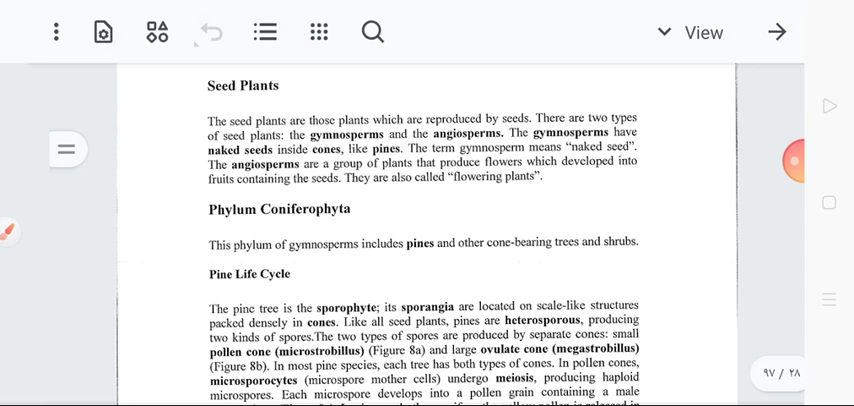 View
Seed Plants
The seed plants are those plants which are reproduced by seeds. There are two types
of seed plants: the gymnosperms and the angiosperms. The gymnosperms have
naked seeds inside cones, like pines. The term gymnosperm means “naked seed”.
The angiosperms are a group of plants that produce flowers which developed into
fruits containing the seeds. They are also called “flowering plants”.
Phylum Coniferophyta
This phylum of gymnosperms includes pines and other cone-bearing trees and shrubs.
Pine Life Cycle
The pine tree is the sporophyte; its sporangia are located on scale-like structures
packed densely in cones. Like all seed plants, pines are heterosporous, producing
two kinds of spores.The two types of spores are produced by separate cones: small
pollen cone (microstrobillus) (Figure 8a) and large ovulate cone (megastrobillus)
(Figure 8b). In most pine species, each tree has both types of cones. In pollen cones,
microsporocytes (microspore mother cells) undergo meiosis, producing haploid
microspores. Each microspore develops into a pollen grain containing a male
٩٧ / ٢٨